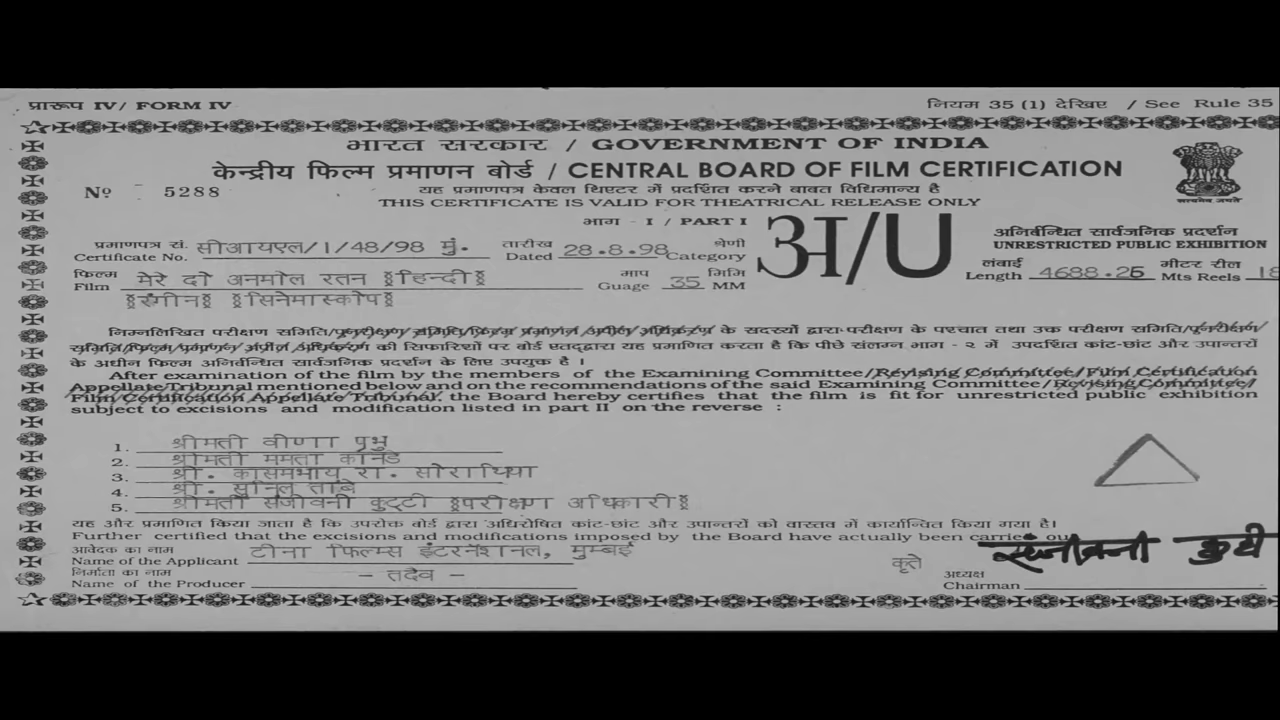 प्रारूप IV / FORM IV
नियम 35 (1) देखिए / See Rule 35
भारत सरकार / GOVERNMENT OF INDIA
केन्द्रीय फिल्म प्रमाणन बोर्ड / CENTRAL BOARD OF FILM CERTIFICATION
सत्यमेव जयते
Nº 5288
यह प्रमाणपत्र केवल थिएटर में प्रदर्शित करने बाबत विधिमान्य है
THIS CERTIFICATE IS VALID FOR THEATRICAL RELEASE ONLY
भाग - I / PART I
अ/U
अनिर्बन्धित सार्वजनिक प्रदर्शन
UNRESTRICTED PUBLIC EXHIBITION
प्रमाणपत्र सं. सीआयएल/1/48/98 मुं. तारीख 28.8.98 श्रेणी
Certificate No. Dated Category
लंबाई 4688.25 मीटर रील 18
Length Mts Reels
फिल्म मेरे दो अनमोल रतन (हिन्दी) माप 35 मिमि
Film Guage MM
(रंगीन) (सिनेमास्कोप)
निम्नलिखित परीक्षण समिति/पुनरीक्षण समिति/फिल्म प्रमाणन अपील अधिकरण के सदस्यों द्वारा परीक्षण के पश्चात तथा उक्त परीक्षण समिति/पुनरीक्षण
समिति/फिल्म प्रमाणन अपील अधिकरण की सिफारिशों पर बोर्ड एतद्द्वारा यह प्रमाणित करता है कि पीछे संलग्न भाग - २ में उपदर्शित कांट-छांट और उपान्तरों
के अधीन फिल्म अनिर्बन्धित सार्वजनिक प्रदर्शन के लिए उपयुक्त है ।
After examination of the film by the members of the Examining Committee/Revising Committee/Film Certification
Appellate Tribunal mentioned below and on the recommendations of the said Examining Committee/Revising Committee/
Film Certification Appellate Tribunal. the Board hereby certifies that the film is fit for unrestricted public exhibition
subject to excisions and modification listed in part II on the reverse :
1. श्रीमती वीणा प्रभु
2. श्रीमती ममता कानडे
3. श्री. कासमभाय रा. सोराथिया
4. श्री. सुनिल तांबे
5. श्रीमती संजीवनी कुट्टी (परीक्षण अधिकारी)
यह और प्रमाणित किया जाता है कि उपरोक्त बोर्ड द्वारा अधिरोपित कांट-छांट और उपान्तरों को वास्तव में कार्यान्वित किया गया है।
Further certified that the excisions and modifications imposed by the Board have actually been carried ou
आवेदक का नाम टीना फिल्म्स इंटरनॅशनल, मुम्बई
Name of the Applicant
कृते संजीवनी कुट्टी
निर्माता का नाम - तदैव -
Name of the Producer
अध्यक्ष
Chairman